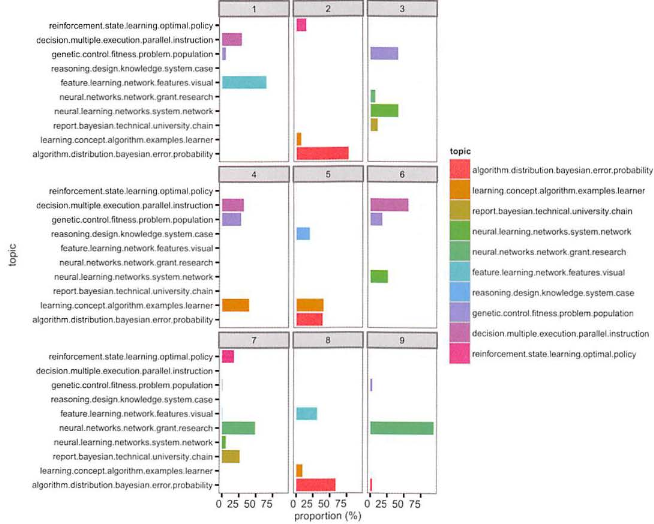 1 2 3
reinforcement.state.learning.optimal.policy
decision.multiple.execution.parallel.instruction
genetic.control.fitness.problem.population
reasoning.design.knowledge.system.case
feature.learning.network.features.visual
neural.networks.network.grant.research
neural.learning.networks.system.network
report.bayesian.technical.university.chain
learning.concept.algorithm.examples.learner
algorithm.distribution.bayesian.error.probability
4 5 6
reinforcement.state.learning.optimal.policy
decision.multiple.execution.parallel.instruction
genetic.control.fitness.problem.population
reasoning.design.knowledge.system.case
feature.learning.network.features.visual
neural.networks.network.grant.research
neural.learning.networks.system.network
report.bayesian.technical.university.chain
learning.concept.algorithm.examples.learner
algorithm.distribution.bayesian.error.probability
7 8 9
reinforcement.state.learning.optimal.policy
decision.multiple.execution.parallel.instruction
genetic.control.fitness.problem.population
reasoning.design.knowledge.system.case
feature.learning.network.features.visual
neural.networks.network.grant.research
neural.learning.networks.system.network
report.bayesian.technical.university.chain
learning.concept.algorithm.examples.learner
algorithm.distribution.bayesian.error.probability
0 25 50 75 0 25 50 75 0 25 50 75
proportion (%)
topic
topic
algorithm.distribution.bayesian.error.probability
learning.concept.algorithm.examples.learner
report.bayesian.technical.university.chain
neural.learning.networks.system.network
neural.networks.network.grant.research
feature.learning.network.features.visual
reasoning.design.knowledge.system.case
genetic.control.fitness.problem.population
decision.multiple.execution.parallel.instruction
reinforcement.state.learning.optimal.policy